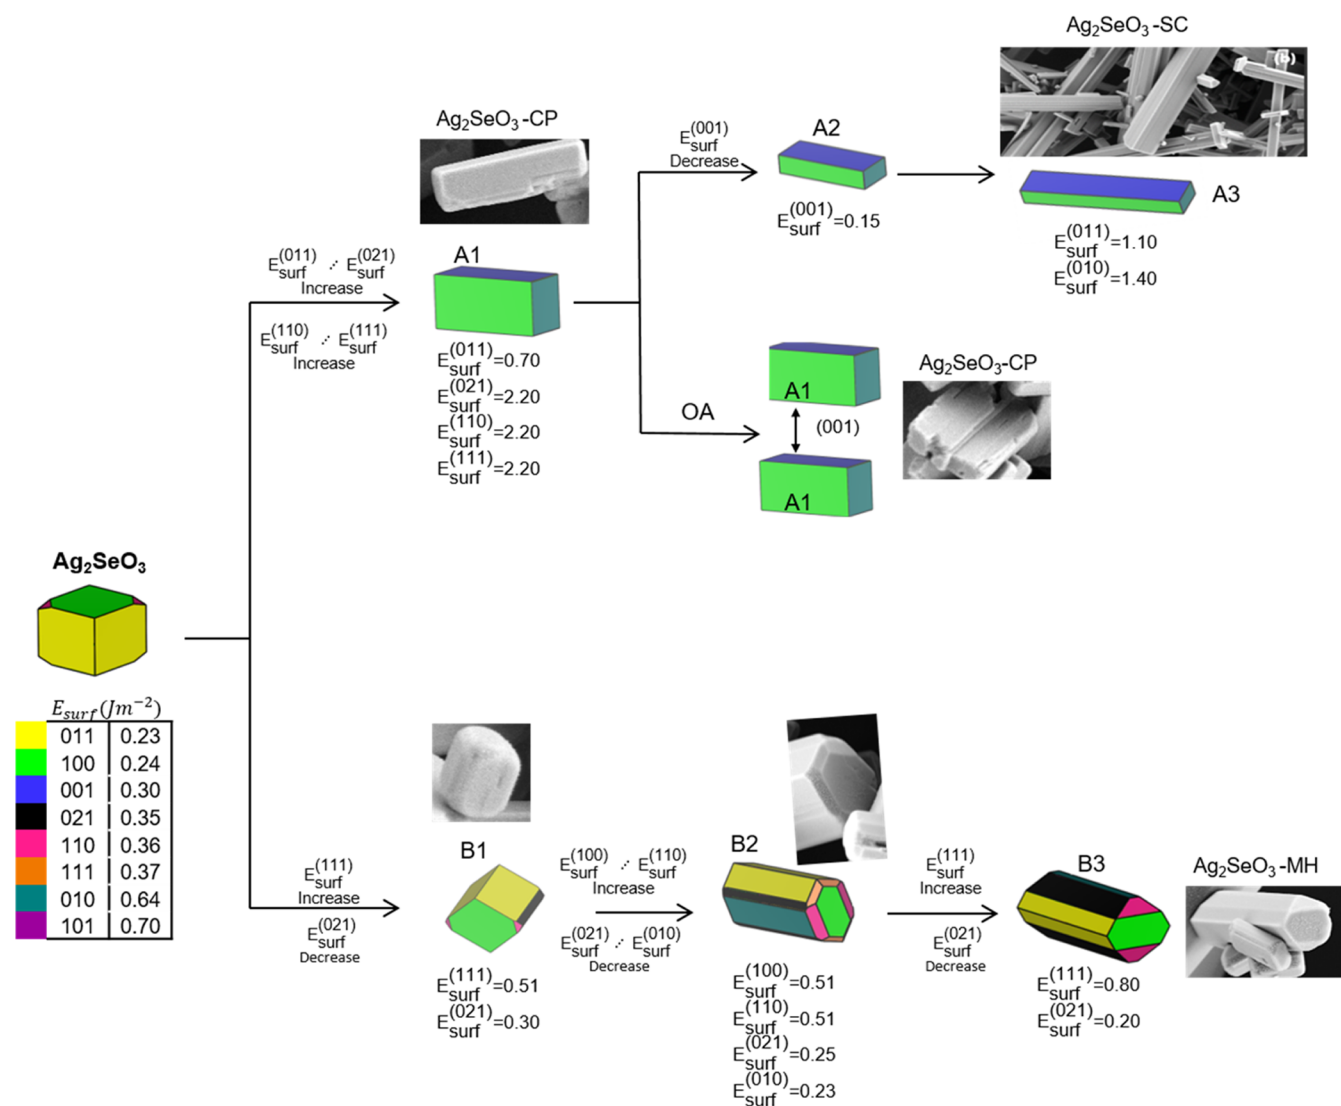 Ag2SeO3-SC
(b)
Ag2SeO3-CP
E(001)surf
Decrease
A2
E(001)surf=0.15
A3
E(011)surf=1.10
E(010)surf=1.40
E(011)surf , E(021)surf
Increase
E(110)surf , E(111)surf
Increase
A1
E(011)surf=0.70
E(021)surf=2.20
E(110)surf=2.20
E(111)surf=2.20
OA
A1
(001)
A1
Ag2SeO3-CP
Ag2SeO3
Esurf(Jm−2)
011 0.23
100 0.24
001 0.30
021 0.35
110 0.36
111 0.37
010 0.64
101 0.70
E(111)surf
Increase
E(021)surf
Decrease
B1
E(111)surf=0.51
E(021)surf=0.30
E(100)surf , E(110)surf
Increase
E(021)surf , E(010)surf
Decrease
B2
E(100)surf=0.51
E(110)surf=0.51
E(021)surf=0.25
E(010)surf=0.23
E(111)surf
Increase
E(021)surf
Decrease
B3
E(111)surf=0.80
E(021)surf=0.20
Ag2SeO3-MH